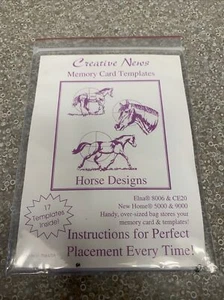 Creative News
Memory Card Templates
Horse Designs
17
Templates
Inside!
Elna® 8006 & CE20
New Home® 8000 & 9000
Handy, over-sized bag stores your
memory card & templates!
Instructions for Perfect
Placement Every Time!